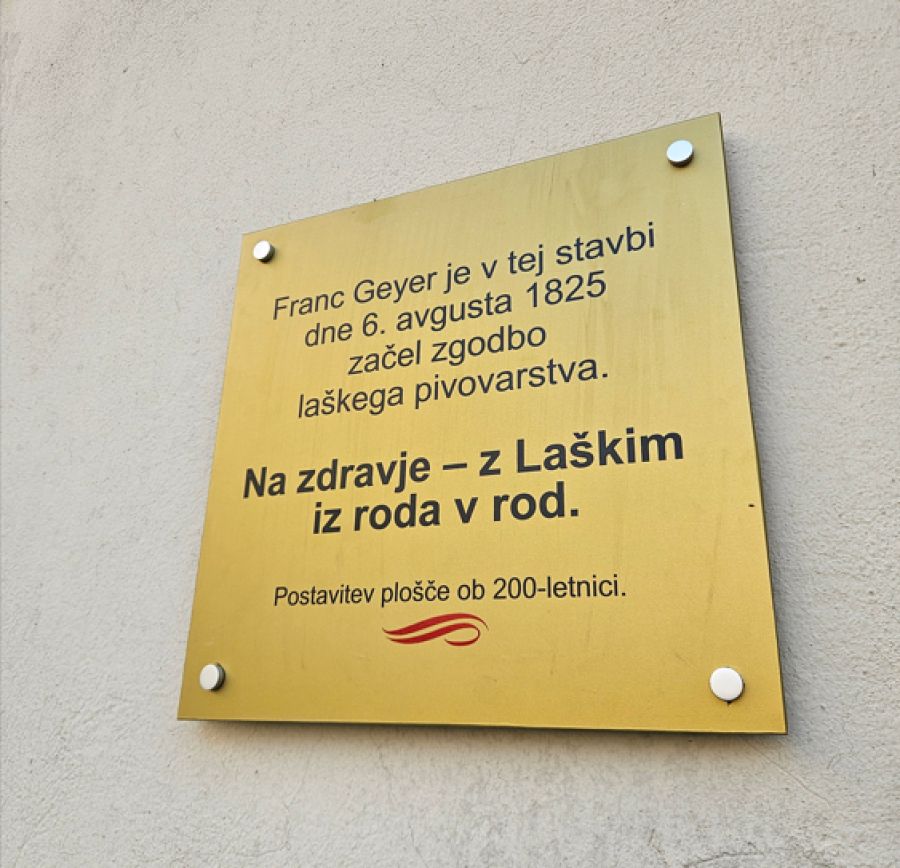 Franc Geyer je v tej stavbi
dne 6. avgusta 1825
začel zgodbo
laškega pivovarstva.
Na zdravje – z Laškim
iz roda v rod.
Postavitev plošče ob 200-letnici.